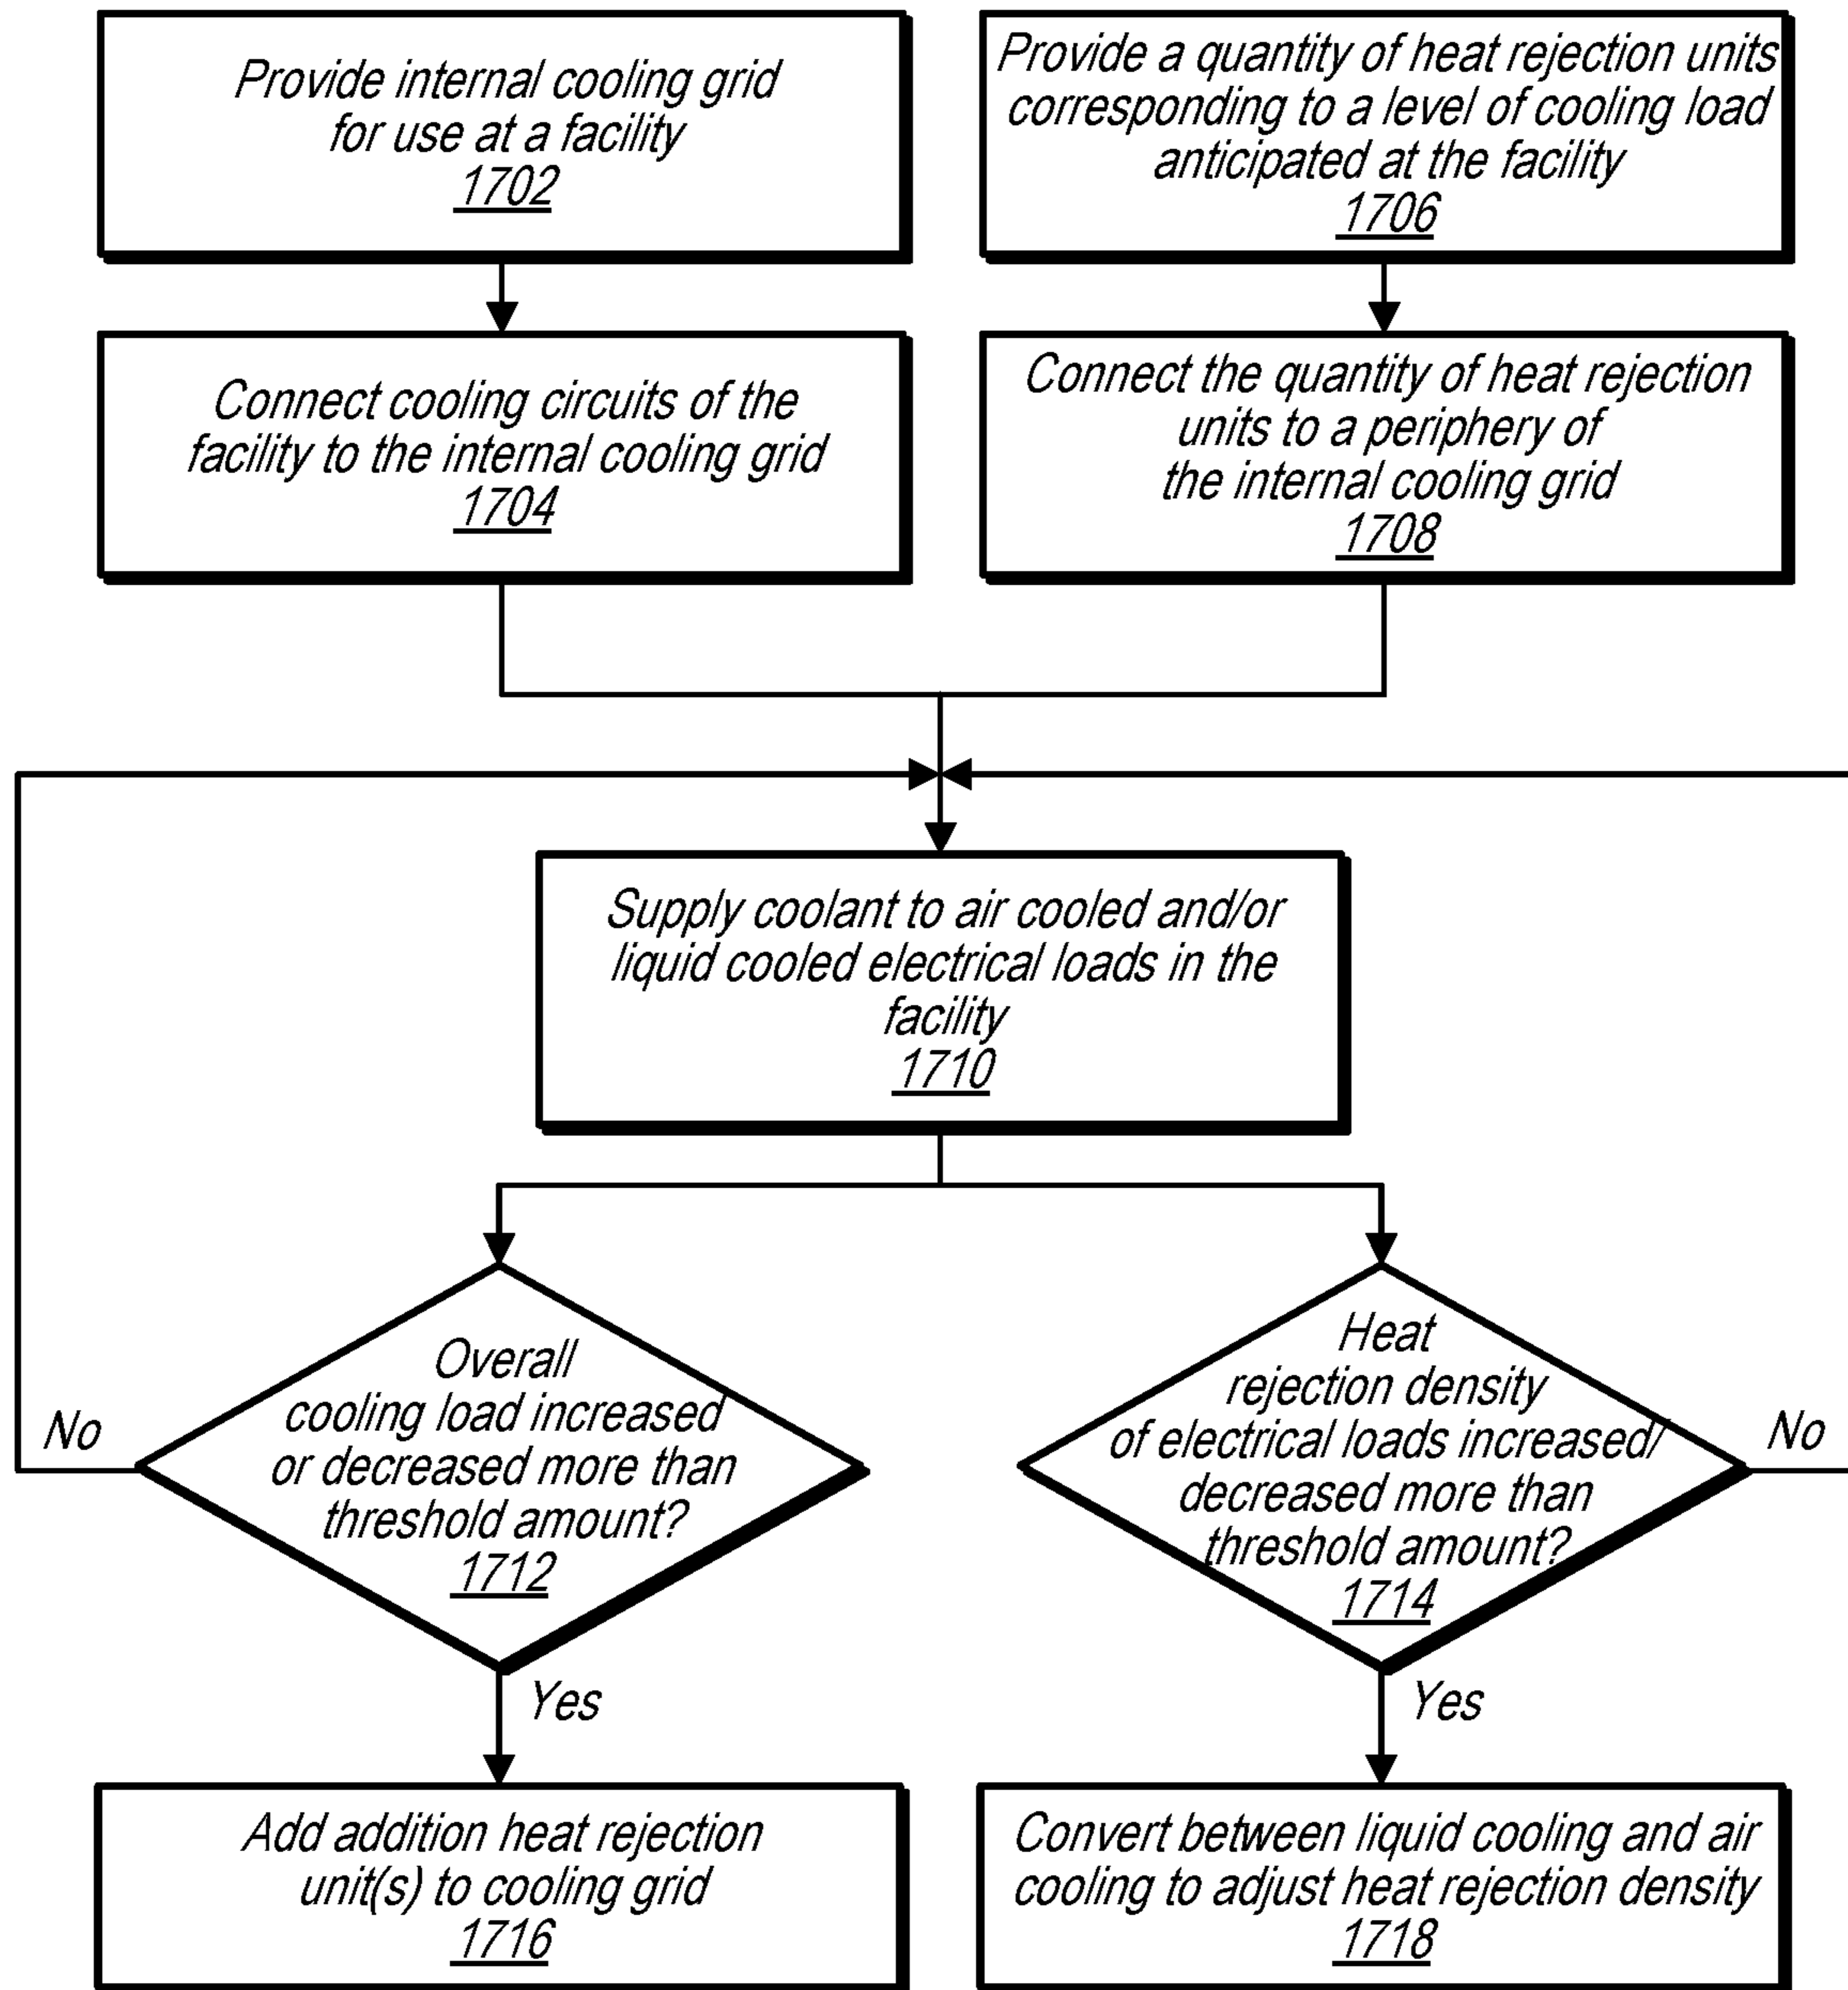 Provide internal cooling grid
for use at a facility
1702
Provide a quantity of heat rejection units
corresponding to a level of cooling load
anticipated at the facility
1706
Connect cooling circuits of the
facility to the internal cooling grid
1704
Connect the quantity of heat rejection
units to a periphery of
the internal cooling grid
1708
Supply coolant to air cooled and/or
liquid cooled electrical loads in the
facility
1710
No
Overall
cooling load increased
or decreased more than
threshold amount?
1712
Heat
rejection density
of electrical loads increased/
decreased more than
threshold amount?
1714
No
Yes
Yes
Add addition heat rejection
unit(s) to cooling grid
1716
Convert between liquid cooling and air
cooling to adjust heat rejection density
1718